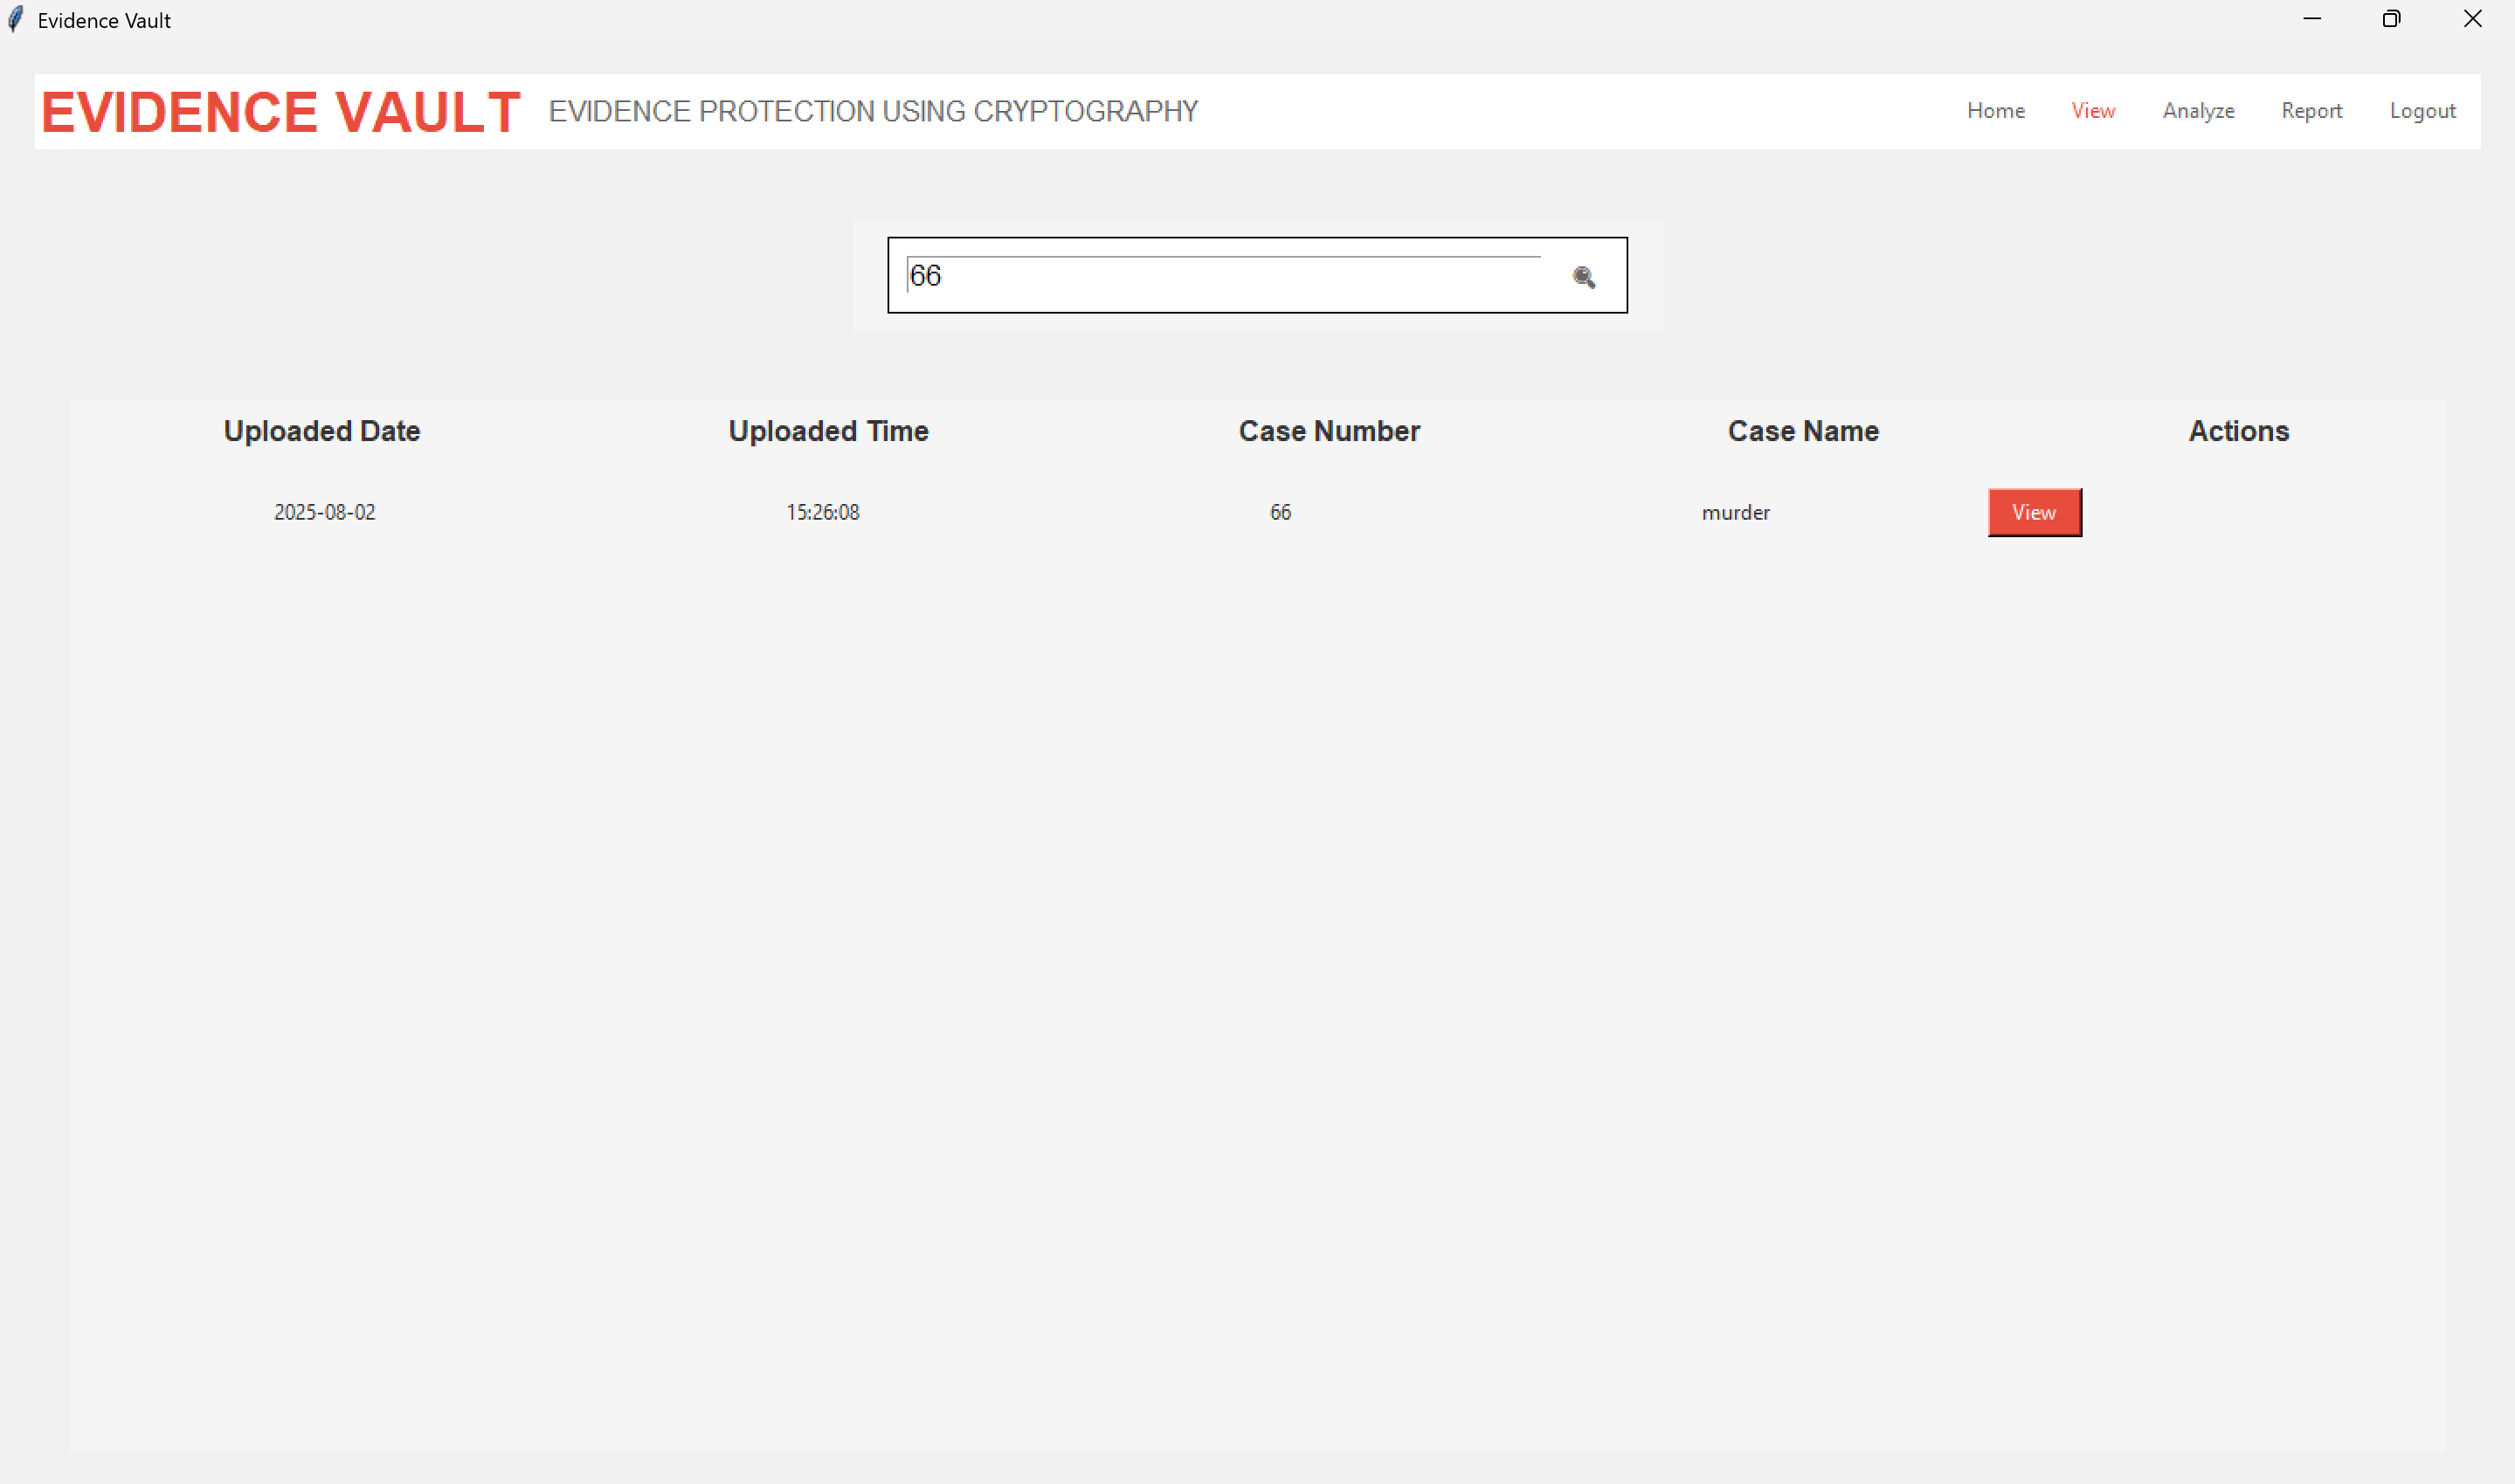 Evidence Vault
EVIDENCE VAULT EVIDENCE PROTECTION USING CRYPTOGRAPHY Home View Analyze Report Logout
66
Uploaded Date Uploaded Time Case Number Case Name Actions
2025-08-02 15:26:08 66 murder View